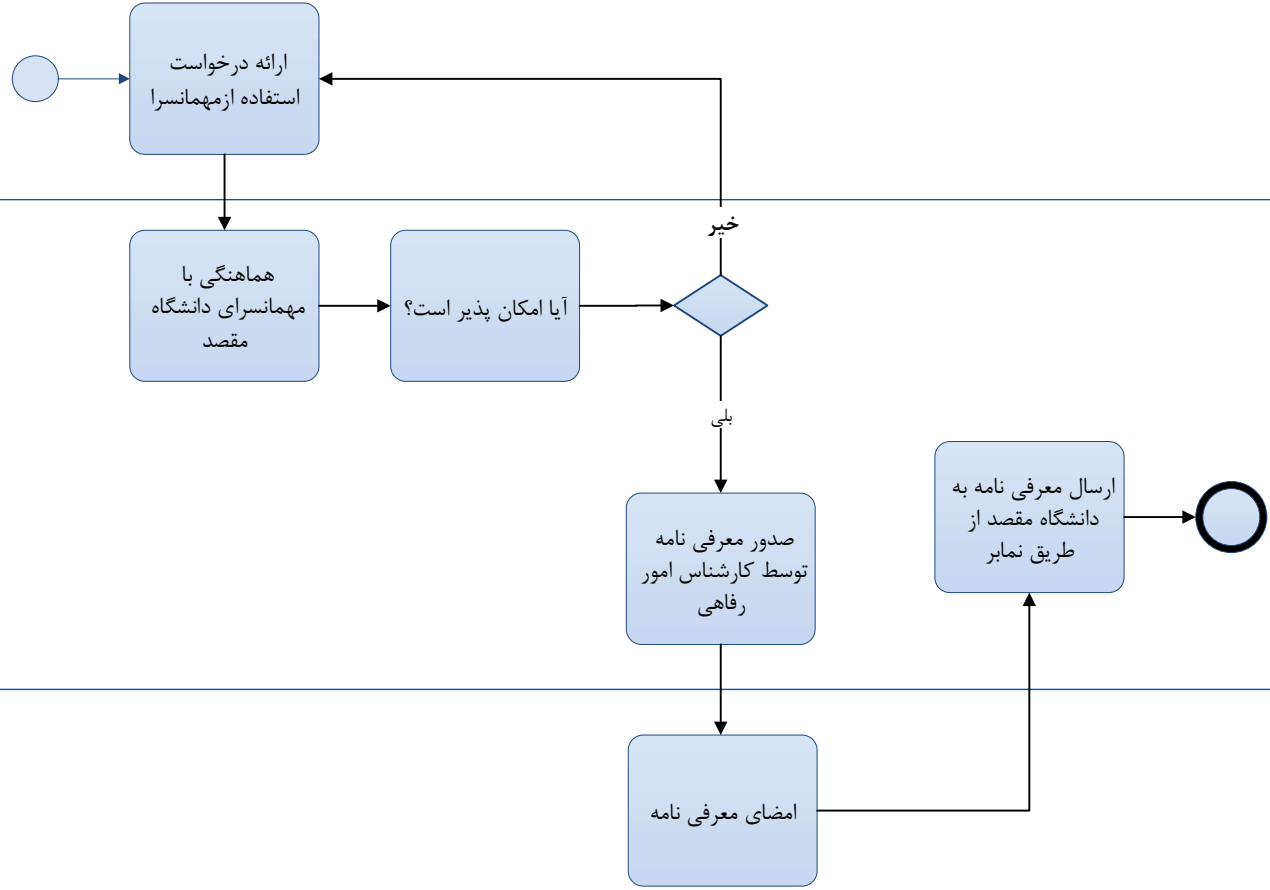 ارائه درخواست
استفاده ازمهمانسرا
خیر
هماهنگی با
مهمانسرای دانشگاه
مقصد
آیا امکان پذیر است؟
بلی
صدور معرفی نامه
توسط کارشناس امور
رفاهی
ارسال معرفی نامه به
دانشگاه مقصد از
طریق نمابر
امضای معرفی نامه